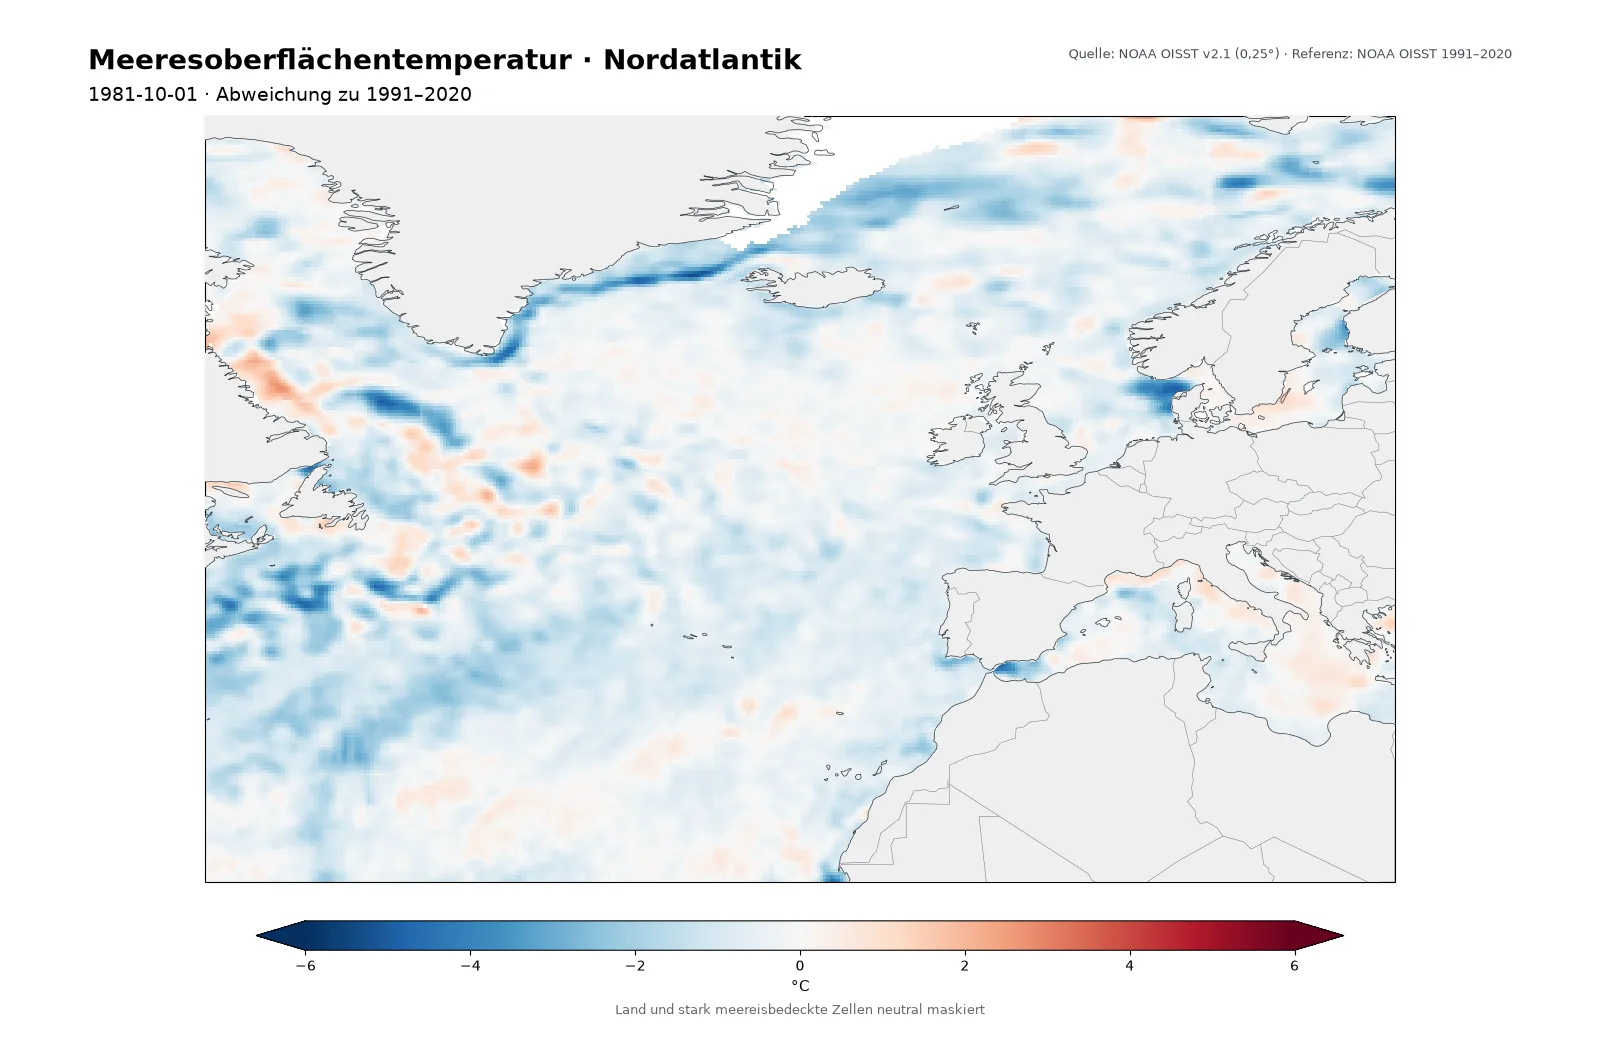 Meeresoberflächentemperatur · Nordatlantik
Quelle: NOAA OISST v2.1 (0,25°) · Referenz: NOAA OISST 1991–2020
1981-10-01 · Abweichung zu 1991–2020
−6 −4 −2 0 2 4 6
°C
Land und stark meereisbedeckte Zellen neutral maskiert